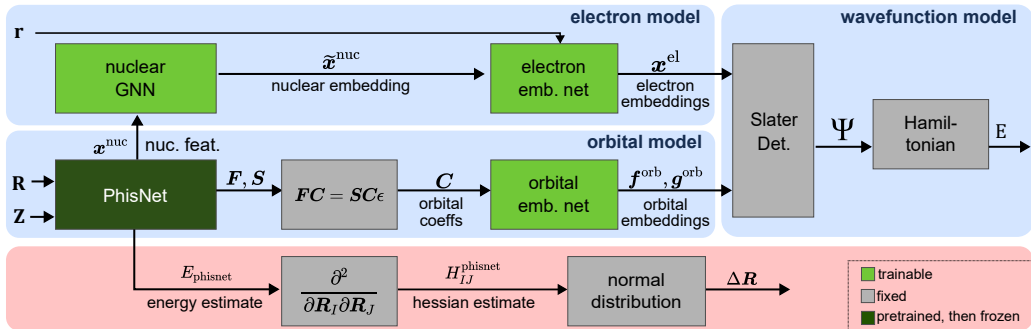 electron model
wavefunction model
r
nuclear
GNN
x̃^nuc
nuclear embedding
electron
emb. net
x^el
electron
embeddings
x^nuc
nuc. feat.
orbital model
R
Z
PhisNet
F, S
FC = SCϵ
C
orbital
coeffs
orbital
emb. net
f^orb, g^orb
orbital
embeddings
Slater
Det.
Ψ
Hamil-
tonian
E
E_phisnet
energy estimate
∂²
∂R_I ∂R_J
H_IJ^phisnet
hessian estimate
normal
distribution
ΔR
trainable
fixed
pretrained, then frozen